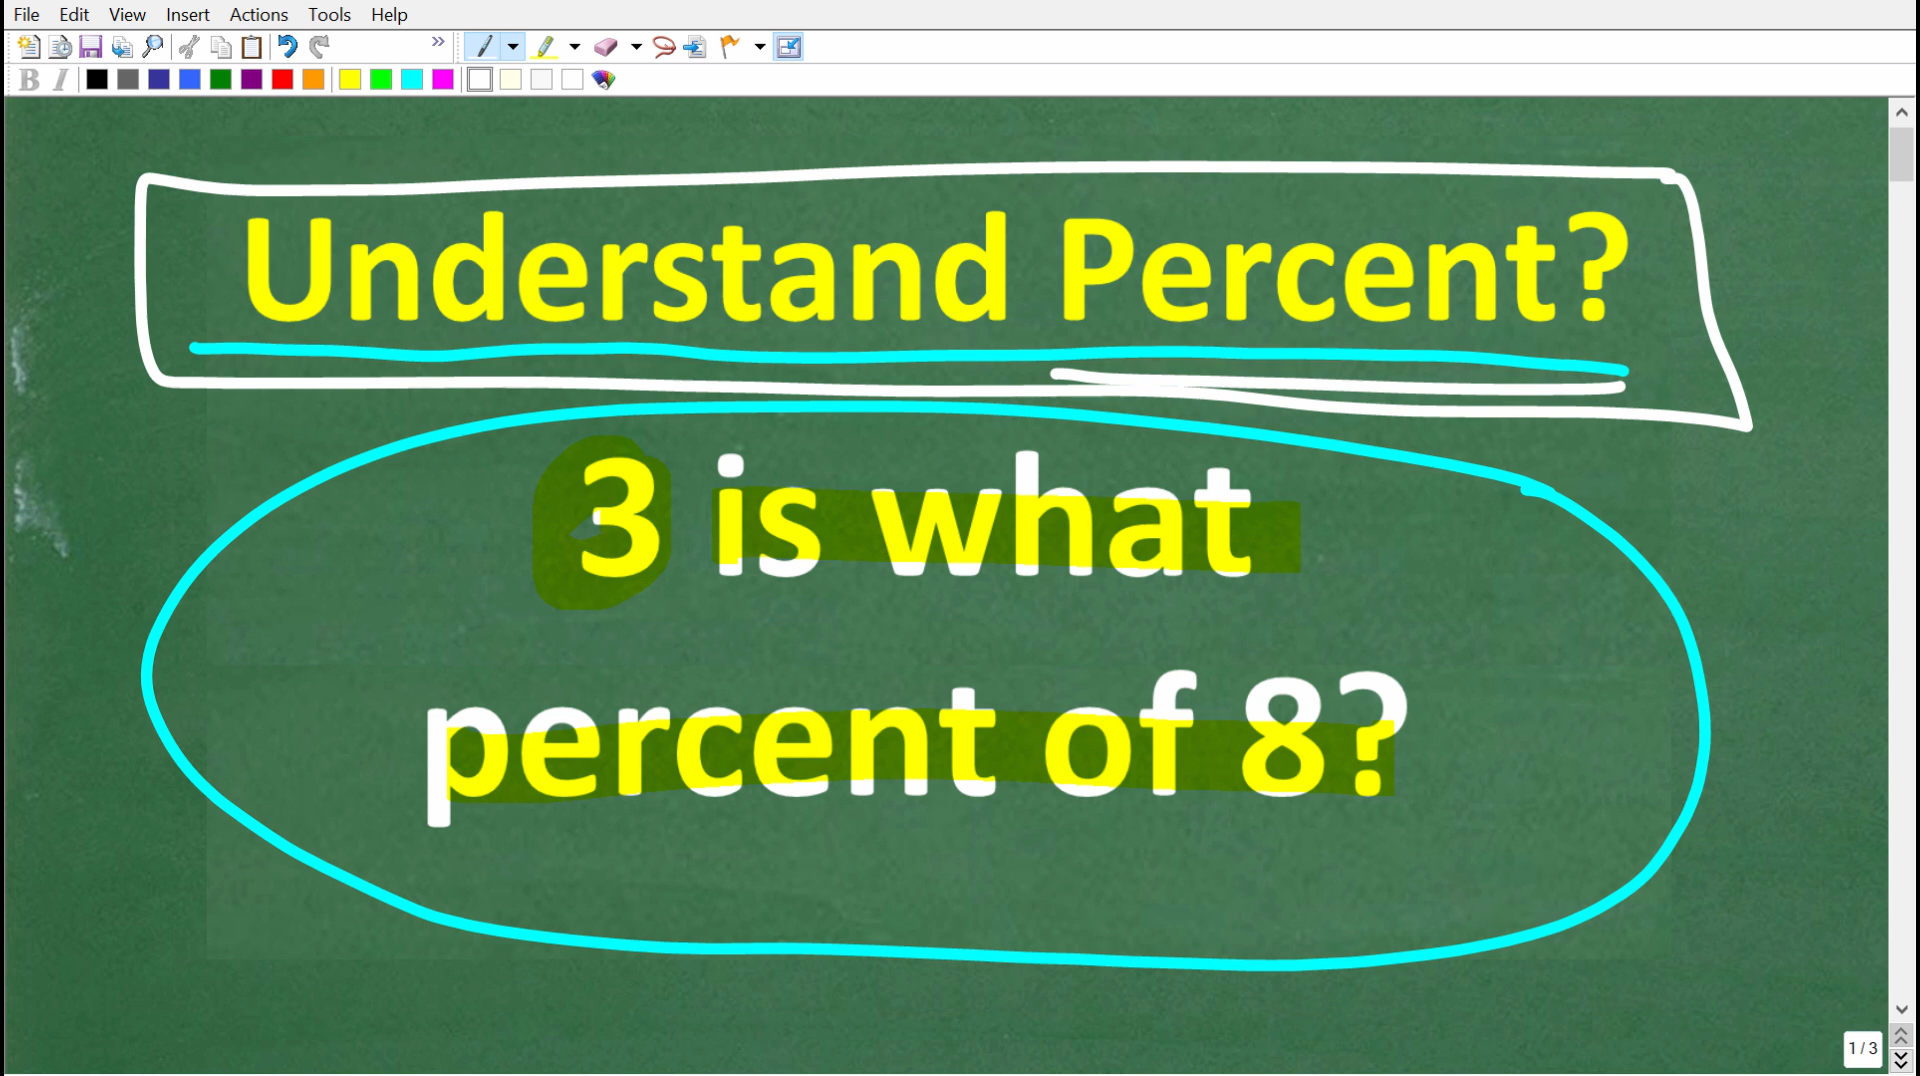 File Edit View Insert Actions Tools Help
B I
Understand Percent?
3 is what
percent of 8?
1 / 3